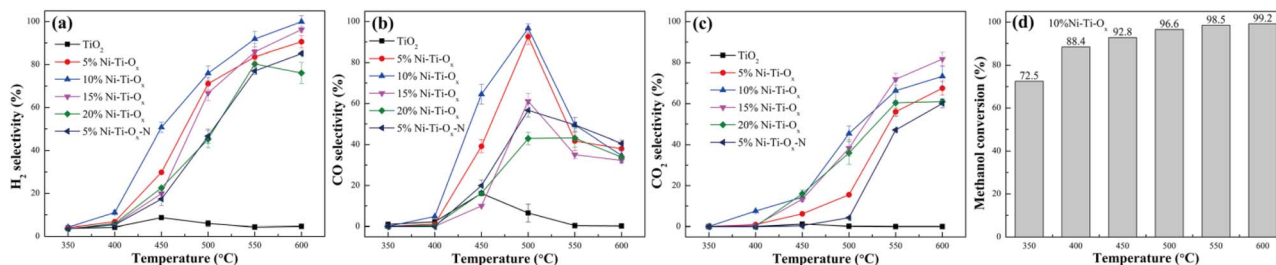 (a)
TiO₂
5% Ni-Ti-Oₓ
10% Ni-Ti-Oₓ
15% Ni-Ti-Oₓ
20% Ni-Ti-Oₓ
5% Ni-Ti-Oₓ-N
H₂ selectivity (%)
100
80
60
40
20
0
350 400 450 500 550 600
Temperature (°C)
(b)
TiO₂
5% Ni-Ti-Oₓ
10% Ni-Ti-Oₓ
15% Ni-Ti-Oₓ
20% Ni-Ti-Oₓ
5% Ni-Ti-Oₓ-N
CO selectivity (%)
100
80
60
40
20
0
350 400 450 500 550 600
Temperature (°C)
(c)
TiO₂
5% Ni-Ti-Oₓ
10% Ni-Ti-Oₓ
15% Ni-Ti-Oₓ
20% Ni-Ti-Oₓ
5% Ni-Ti-Oₓ-N
CO₂ selectivity (%)
100
80
60
40
20
0
350 400 450 500 550 600
Temperature (°C)
(d)
10%Ni-Ti-Oₓ
72.5 88.4 92.8 96.6 98.5 99.2
Methanol conversion (%)
100
80
60
40
20
0
350 400 450 500 550 600
Temperature (°C)